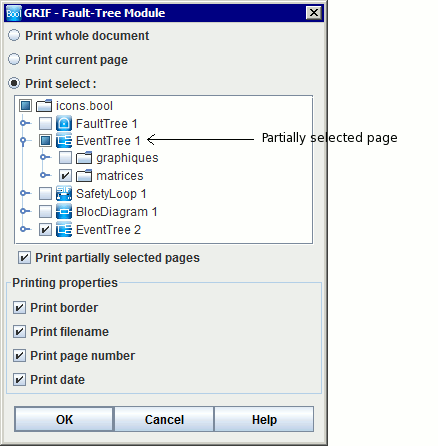 Bool GRIF - Fault-Tree Module
Print whole document
Print current page
Print select :
icons.bool
FaultTree 1
EventTree 1
Partially selected page
graphiques
matrices
SafetyLoop 1
BlocDiagram 1
EventTree 2
Print partially selected pages
Printing properties
Print border
Print filename
Print page number
Print date
OK Cancel Help